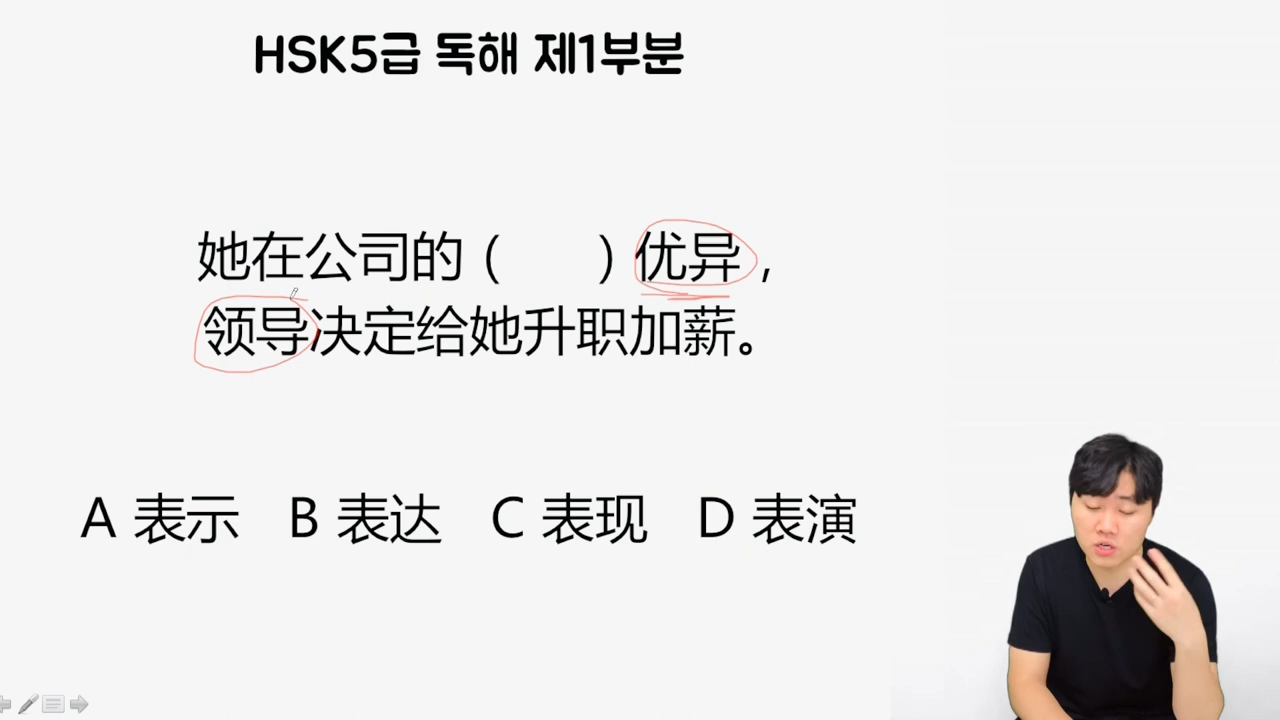 HSK5급 독해 제1부분
她在公司的（ ）优异，
领导决定给她升职加薪。
A 表示 B 表达 C 表现 D 表演